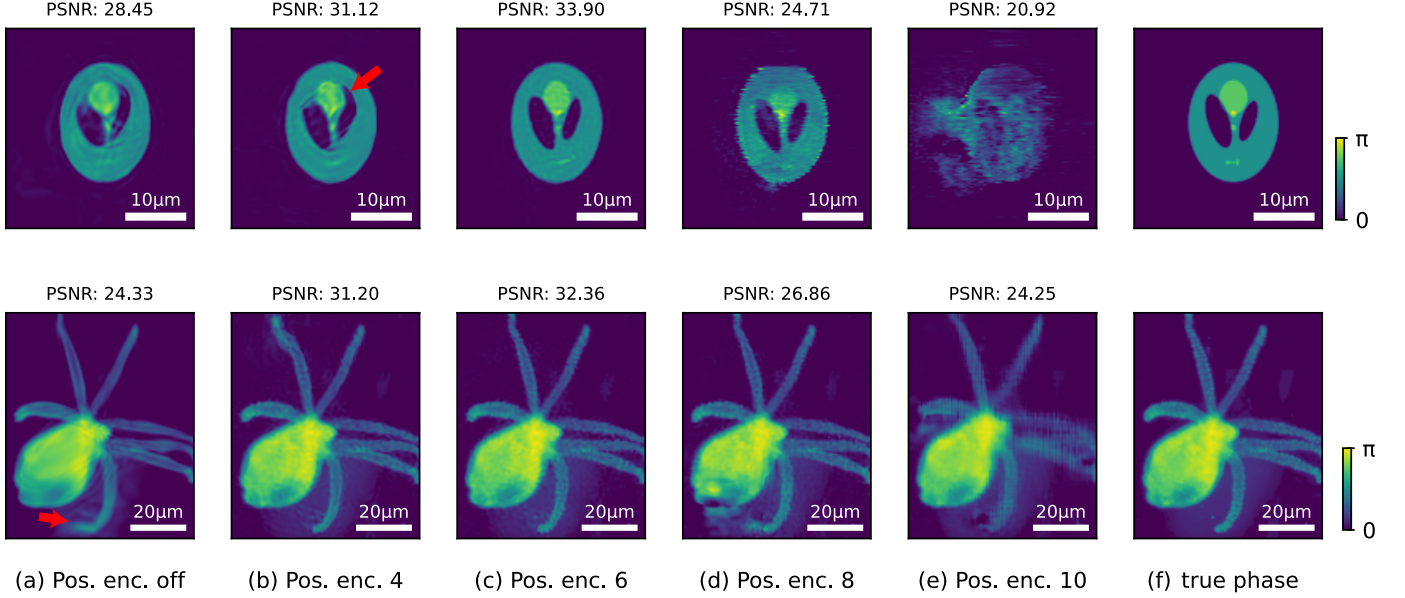 PSNR: 28.45
PSNR: 31.12
PSNR: 33.90
PSNR: 24.71
PSNR: 20.92
10μm
10μm
10μm
10μm
10μm
10μm
π
0
PSNR: 24.33
PSNR: 31.20
PSNR: 32.36
PSNR: 26.86
PSNR: 24.25
20μm
20μm
20μm
20μm
20μm
20μm
π
0
(a) Pos. enc. off
(b) Pos. enc. 4
(c) Pos. enc. 6
(d) Pos. enc. 8
(e) Pos. enc. 10
(f) true phase